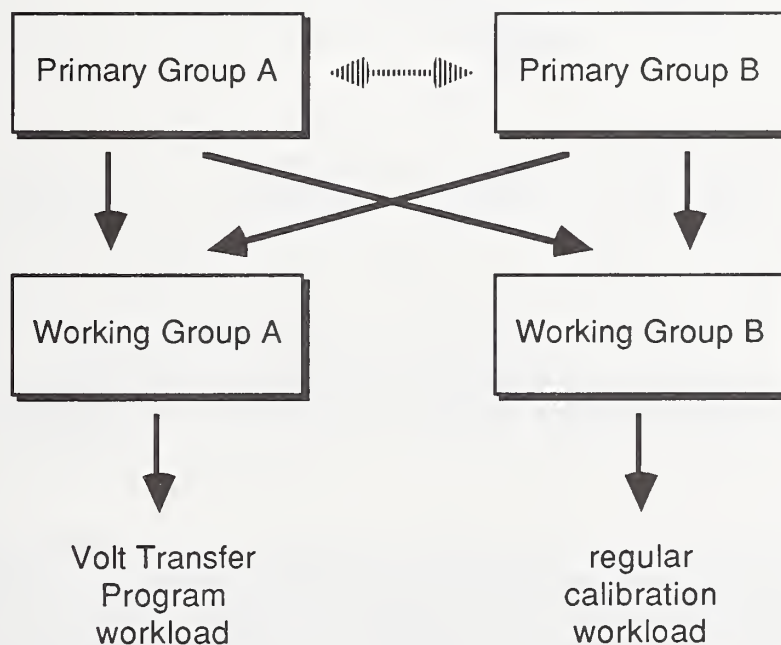 Primary Group A
Primary Group B
Working Group A
Working Group B
Volt Transfer
Program
workload
regular
calibration
workload